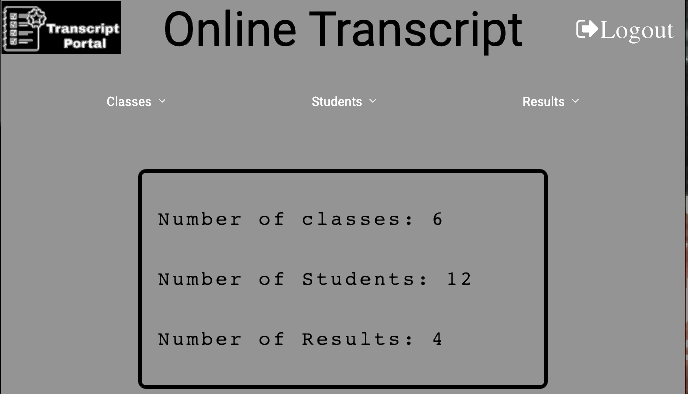 Transcript
Portal
Online Transcript
Logout
Classes
Students
Results
Number of classes: 6
Number of Students: 12
Number of Results: 4